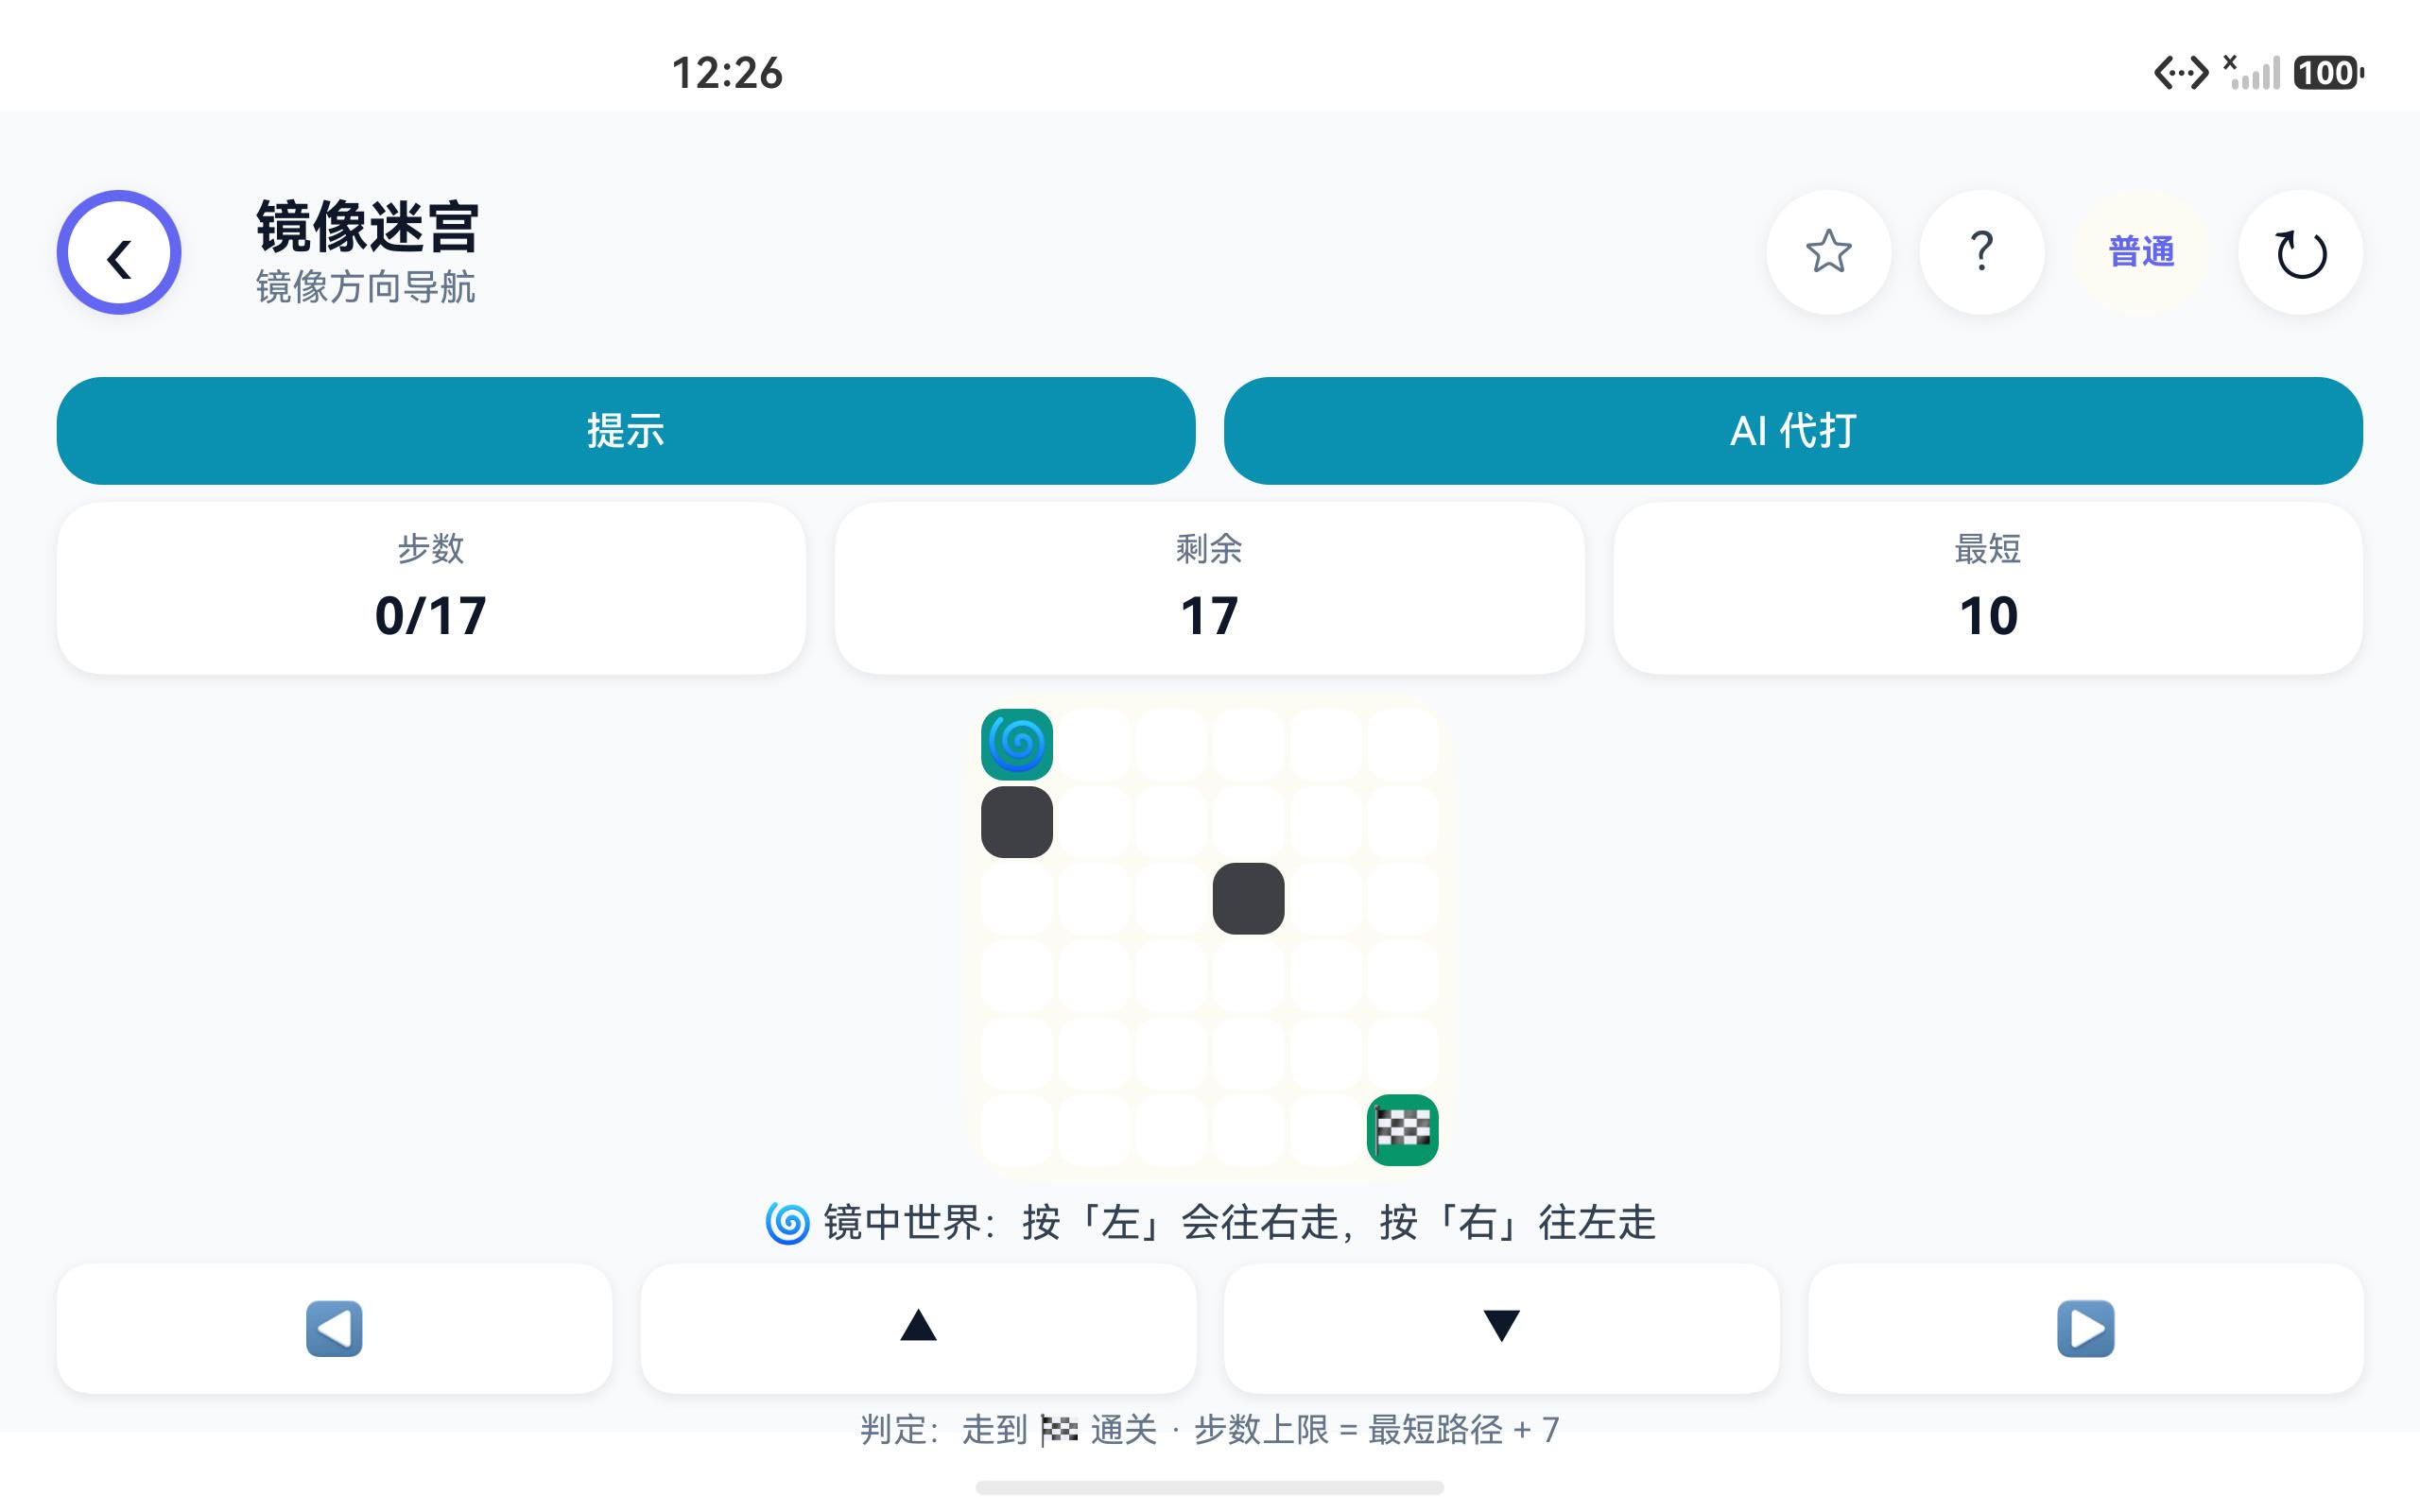 12:26
100
镜像迷宫
镜像方向导航
?
普通
提示
AI 代打
步数
0/17
剩余
17
最短
10
镜中世界：按「左」会往右走，按「右」往左走
判定：走到 🏁 通关 · 步数上限 = 最短路径 + 7